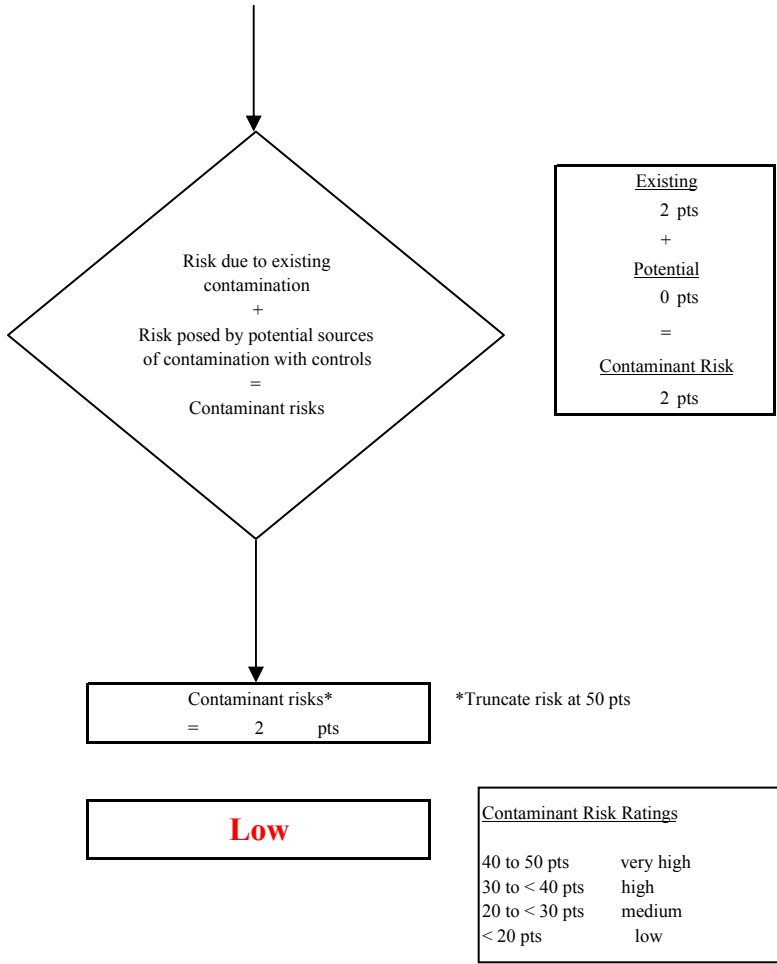 Risk due to existing
contamination
+
Risk posed by potential sources
of contamination with controls
=
Contaminant risks
Existing
2 pts
+
Potential
0 pts
=
Contaminant Risk
2 pts
Contaminant risks*
= 2 pts
*Truncate risk at 50 pts
Low
Contaminant Risk Ratings
40 to 50 pts very high
30 to < 40 pts high
20 to < 30 pts medium
< 20 pts low